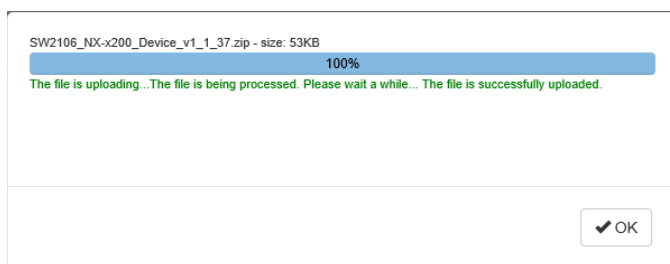 SW2106_NX-x200_Device_v1_1_37.zip - size: 53KB
100%
The file is uploading...The file is being processed. Please wait a while... The file is successfully uploaded.
OK